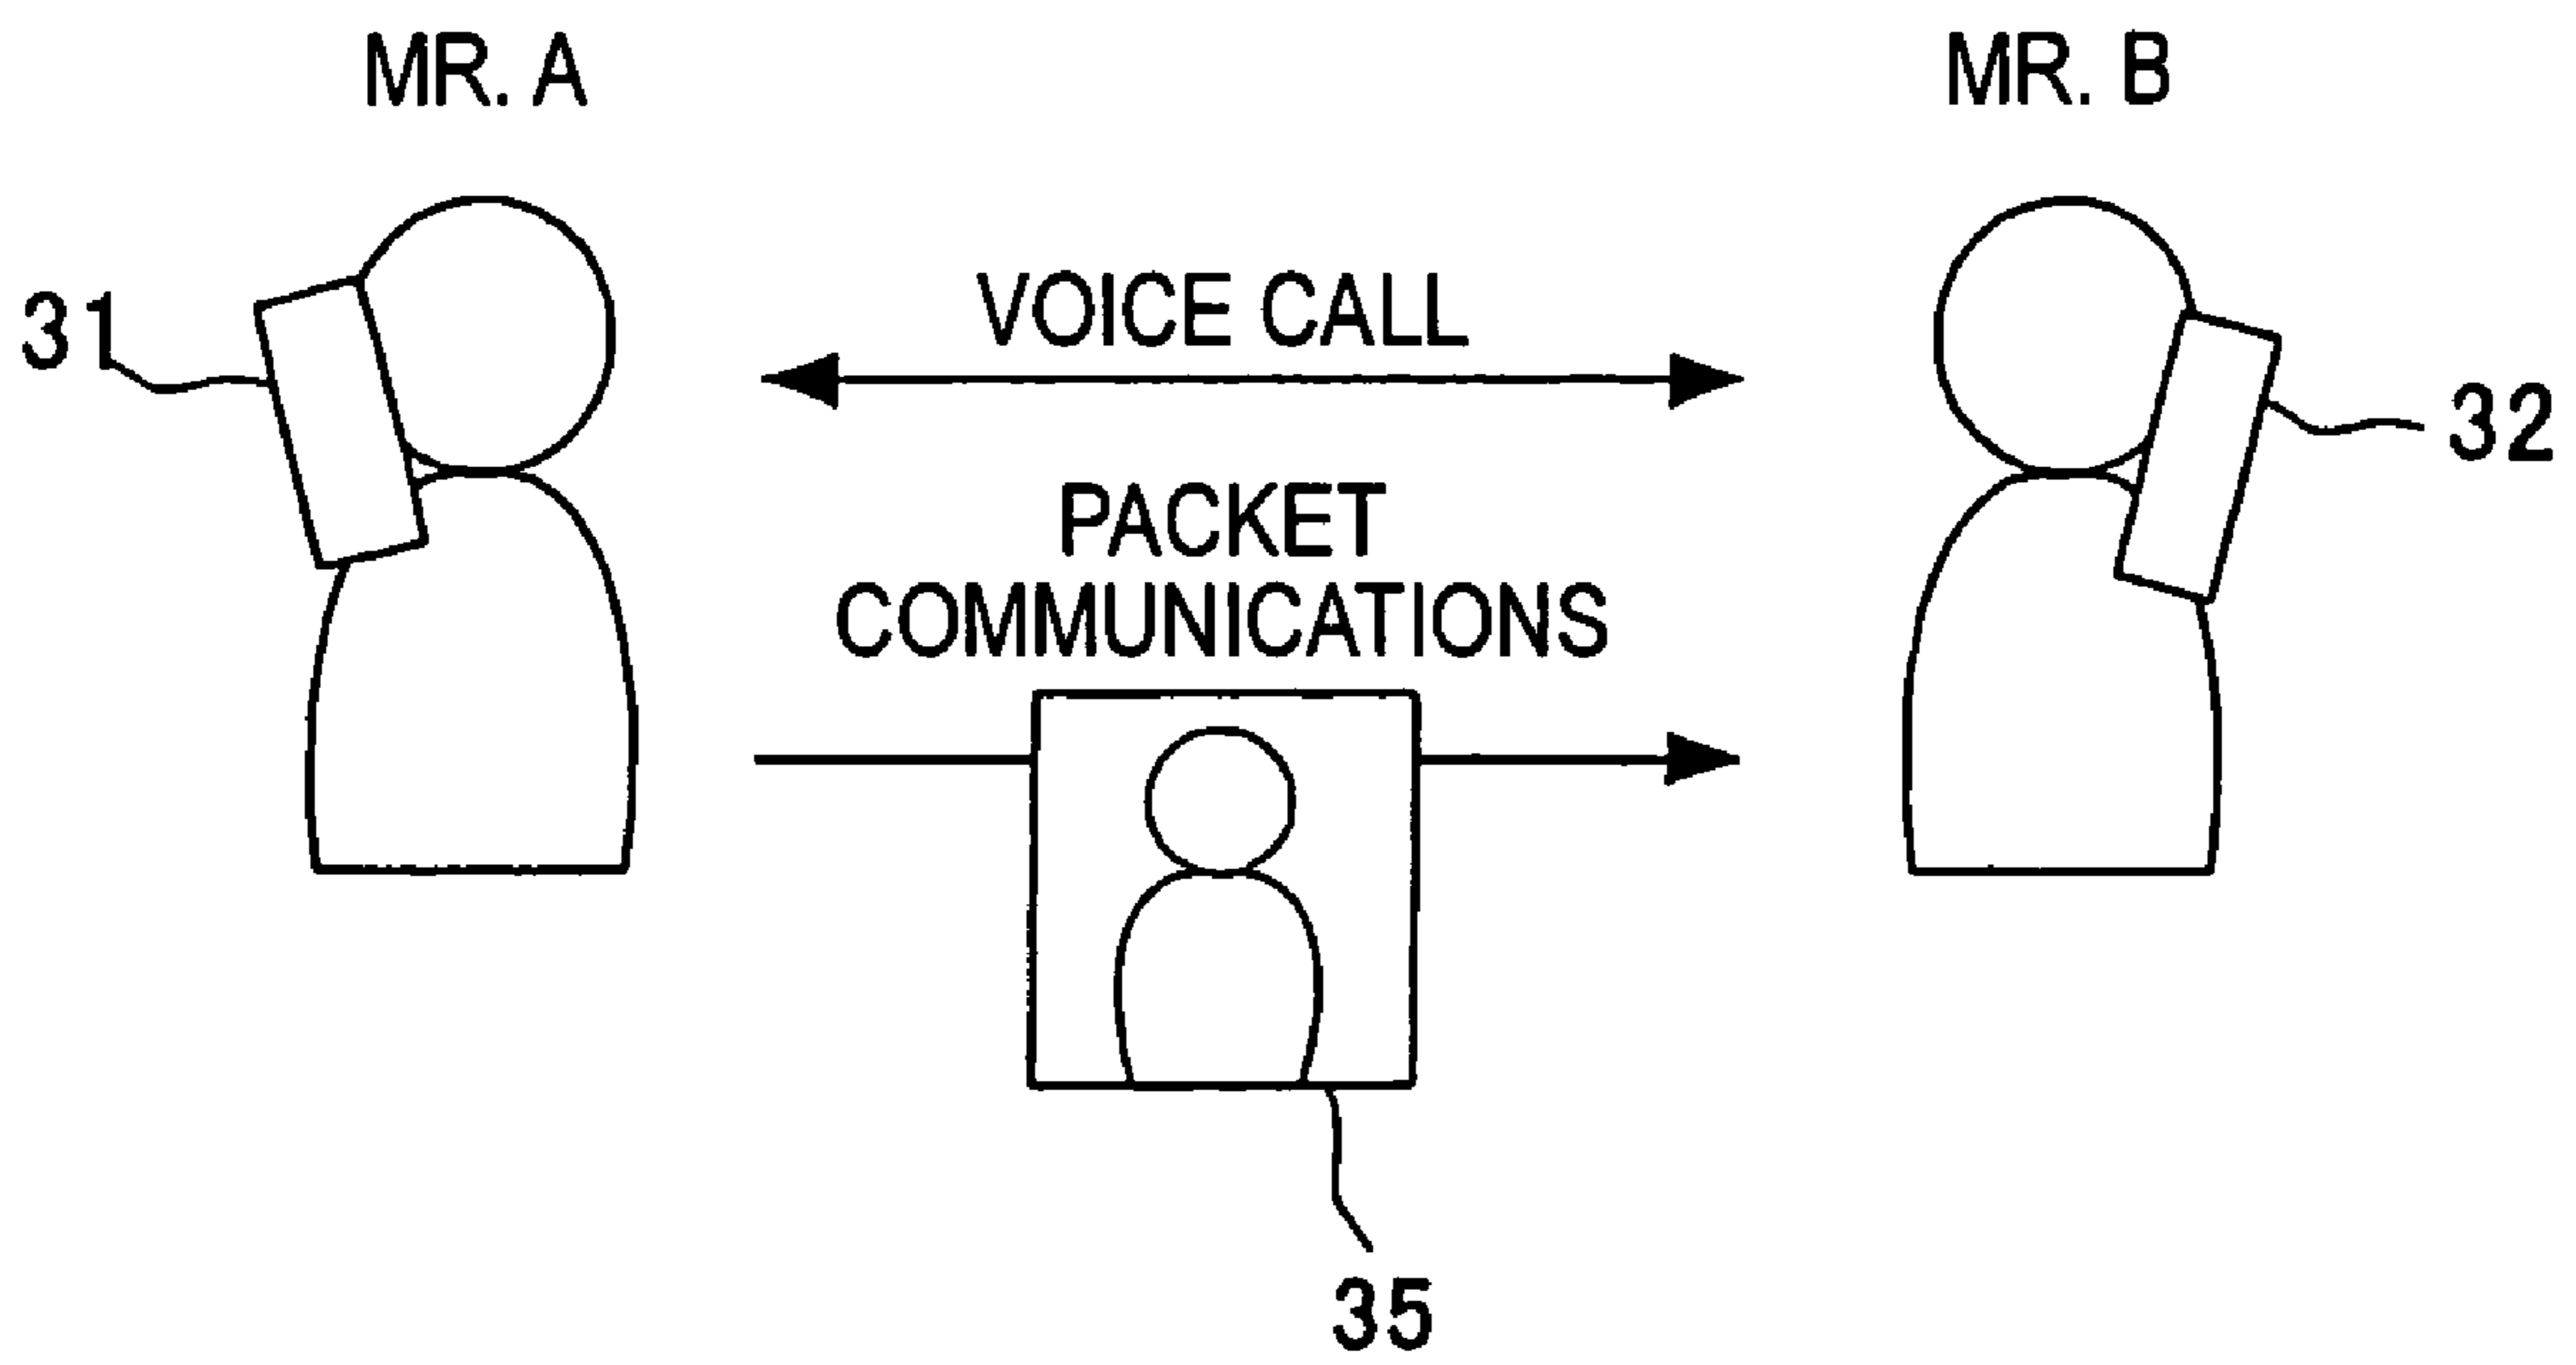 MR. A
MR. B
31
VOICE CALL
32
PACKET
COMMUNICATIONS
35